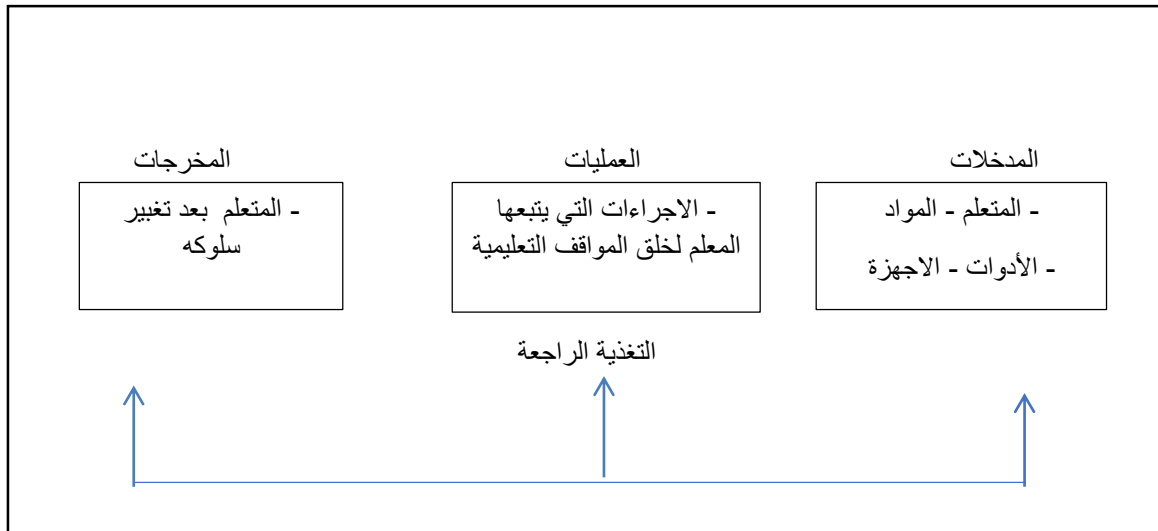 المدخلات
- المتعلم - المواد
- الأدوات - الاجهزة
العمليات
- الاجراءات التي يتبعها
المعلم لخلق المواقف التعليمية
المخرجات
- المتعلم بعد تغيير
سلوكه
التغذية الراجعة